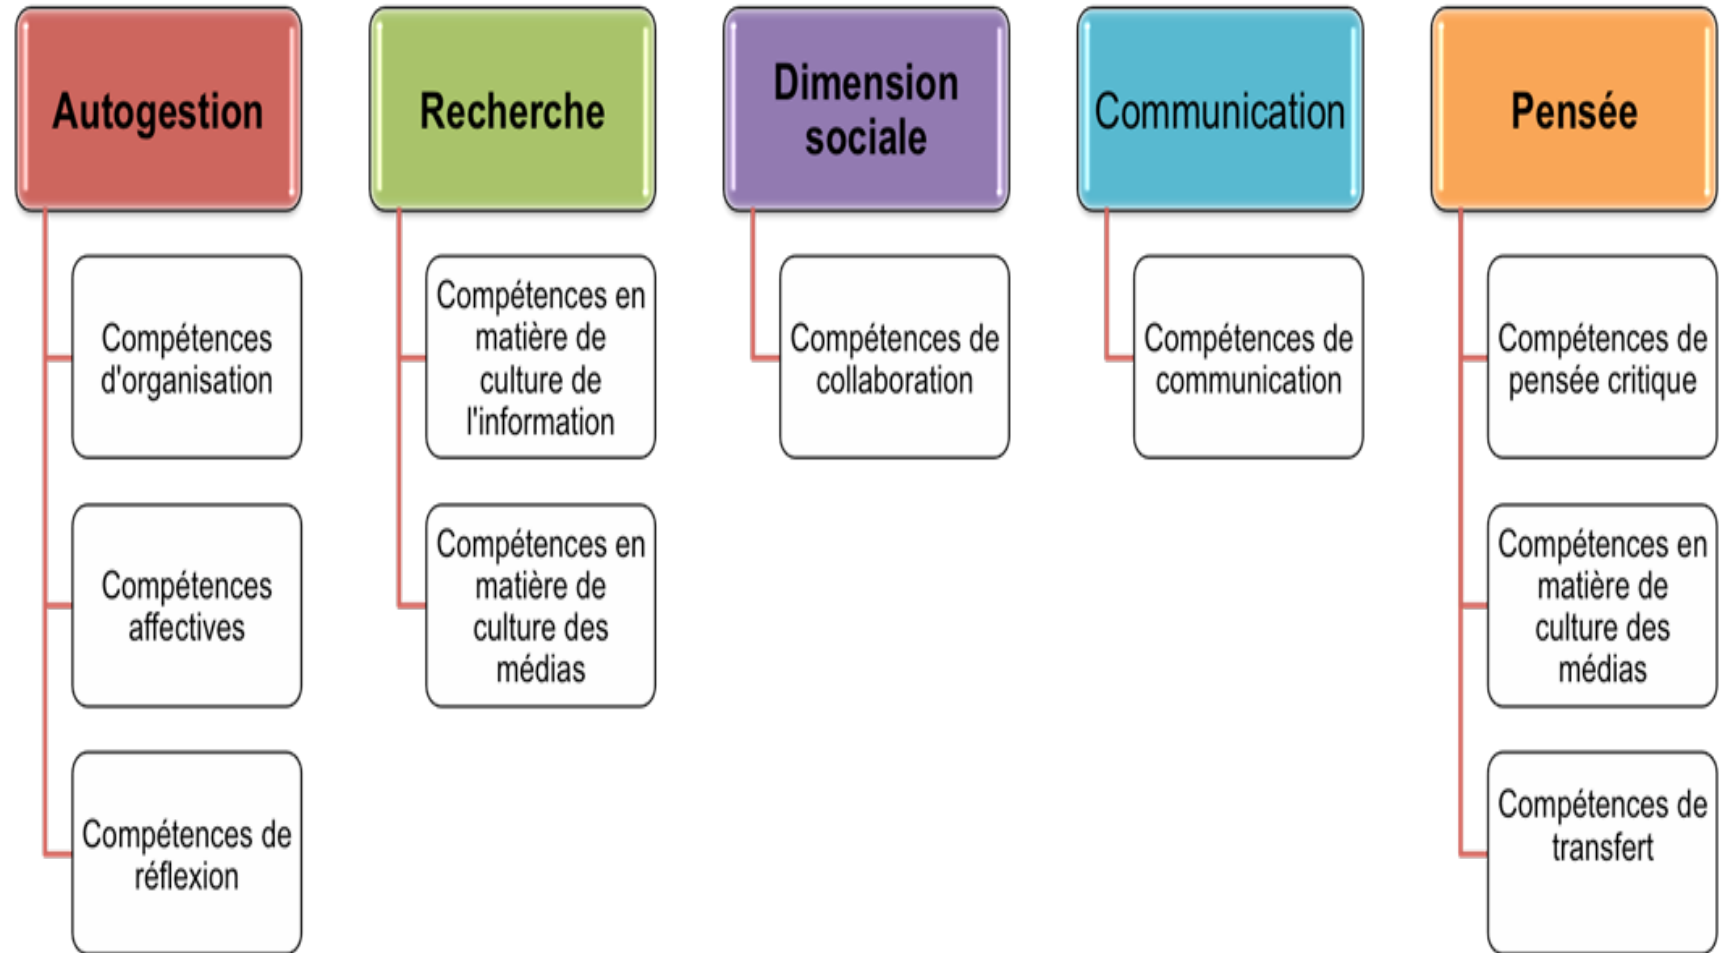 Autogestion
Compétences
d'organisation
Compétences
affectives
Compétences de
réflexion
Recherche
Compétences en
matière de
culture de
l'information
Compétences en
matière de
culture des
médias
Dimension
sociale
Compétences de
collaboration
Communication
Compétences de
communication
Pensée
Compétences de
pensée critique
Compétences en
matière de
culture des
médias
Compétences de
transfert